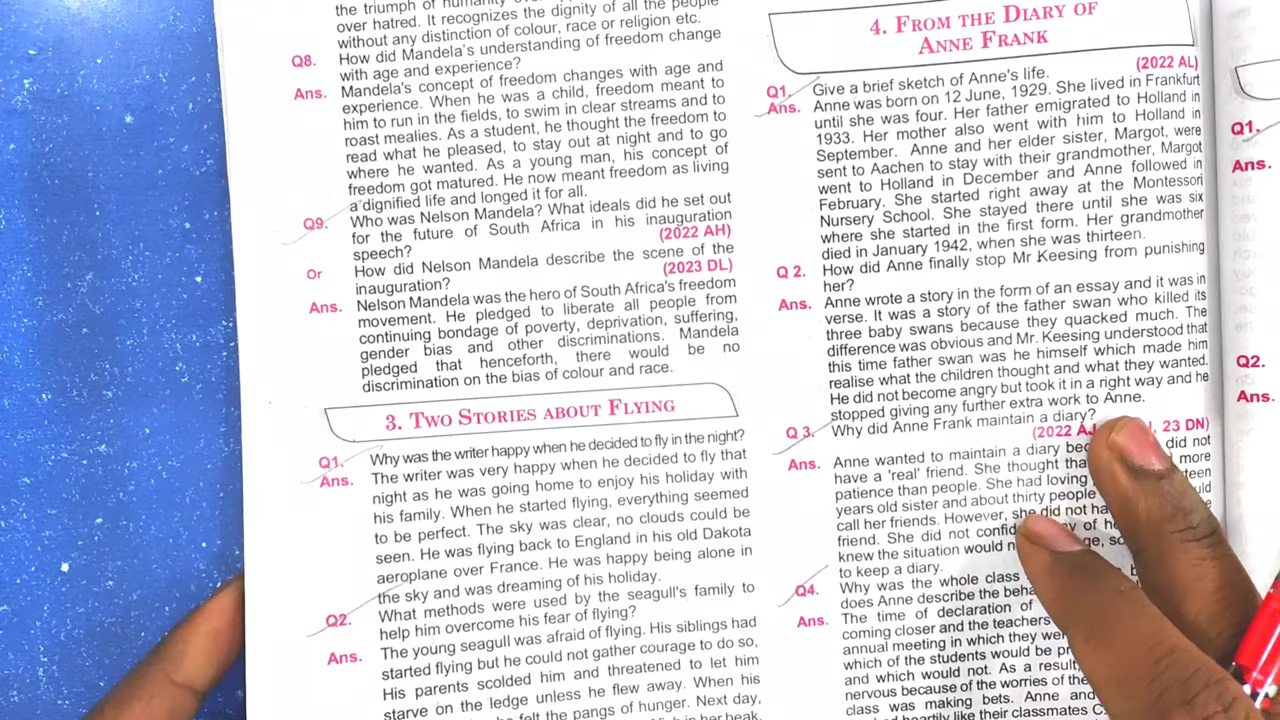 the triumph of humanity
over hatred. It recognizes the dignity of all the people
without any distinction of colour, race or religion etc.
Q8. How did Mandela's understanding of freedom change
with age and experience?
Ans. Mandela's concept of freedom changes with age and
experience. When he was a child, freedom meant to
him to run in the fields, to swim in clear streams and to
roast mealies. As a student, he thought the freedom to
read what he pleased, to stay out at night and to go
where he wanted. As a young man, his concept of
freedom got matured. He now meant freedom as living
a dignified life and longed it for all.
Q9. Who was Nelson Mandela? What ideals did he set out
for the future of South Africa in his inauguration
speech? (2022 AH)
Or How did Nelson Mandela describe the scene of the
inauguration? (2023 DL)
Ans. Nelson Mandela was the hero of South Africa's freedom
movement. He pledged to liberate all people from
continuing bondage of poverty, deprivation, suffering,
gender bias and other discriminations. Mandela
pledged that henceforth, there would be no
discrimination on the bias of colour and race.
3. TWO STORIES ABOUT FLYING
Q1. Why was the writer happy when he decided to fly in the night?
Ans. The writer was very happy when he decided to fly that
night as he was going home to enjoy his holiday with
his family. When he started flying, everything seemed
to be perfect. The sky was clear, no clouds could be
seen. He was flying back to England in his old Dakota
aeroplane over France. He was happy being alone in
the sky and was dreaming of his holiday.
Q2. What methods were used by the seagull's family to
help him overcome his fear of flying?
Ans. The young seagull was afraid of flying. His siblings had
started flying but he could not gather courage to do so,
His parents scolded him and threatened to let him
starve on the ledge unless he flew away. When his
felt the pangs of hunger. Next day,
in her beak.
4. FROM THE DIARY OF
ANNE FRANK
(2022 AL)
Q1. Give a brief sketch of Anne's life.
Ans. Anne was born on 12 June, 1929. She lived in Frankfurt
until she was four. Her father emigrated to Holland in
1933. Her mother also went with him to Holland in
September. Anne and her elder sister, Margot, were
sent to Aachen to stay with their grandmother, Margot
went to Holland in December and Anne followed in
February. She started right away at the Montessori
Nursery School. She stayed there until she was six
where she started in the first form. Her grandmother
died in January 1942, when she was thirteen.
Q 2. How did Anne finally stop Mr Keesing from punishing
her?
Ans. Anne wrote a story in the form of an essay and it was in
verse. It was a story of the father swan who killed its
three baby swans because they quacked much. The
difference was obvious and Mr. Keesing understood that
this time father swan was he himself which made him
realise what the children thought and what they wanted.
He did not become angry but took it in a right way and he
stopped giving any further extra work to Anne.
Q 3. Why did Anne Frank maintain a diary?
(2022 23 DN)
Ans. Anne wanted to maintain a diary did not
have a 'real' friend. She thought more
patience than people. She had loving
years old sister and about thirty people
call her friends. However, she did not
friend. She did not of
knew the situation would
to keep a diary.
Q4. Why was the whole class
does Anne describe the
Ans. The time of declaration of
coming closer and the teachers
annual meeting in which they
which of the students would be
and which would not. As a
nervous because of the worries of the
class was making bets. Anne and
heartily like their classmates
Q1.
Ans.
Q2.
Ans.